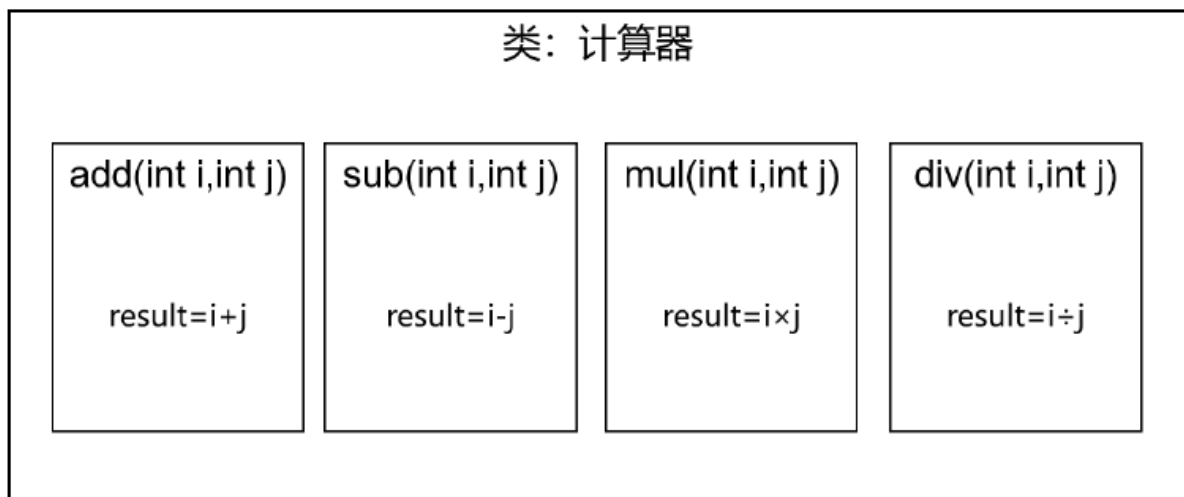 类：计算器
add(int i,int j)
sub(int i,int j)
mul(int i,int j)
div(int i,int j)
result=i+j
result=i-j
result=i×j
result=i÷j